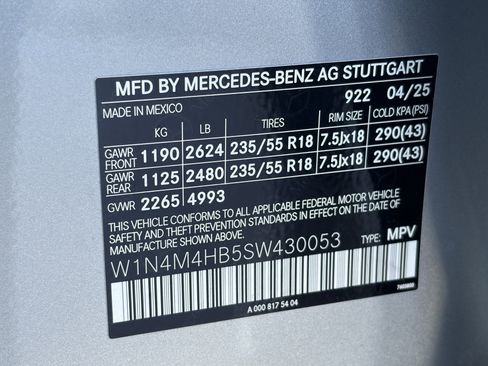 MFD BY MERCEDES-BENZ AG STUTTGART
MADE IN MEXICO 922 04/25
KG LB TIRES RIM SIZE COLD KPA (PSI)
GAWR FRONT 1190 2624 235/55 R18 7.5Jx18 290(43)
GAWR REAR 1125 2480 235/55 R18 7.5Jx18 290(43)
GVWR 2265 4993
THIS VEHICLE CONFORMS TO ALL APPLICABLE FEDERAL MOTOR VEHICLE
SAFETY AND THEFT PREVENTION STANDARDS IN EFFECT ON THE DATE OF
MANUFACTURE SHOWN ABOVE.
W1N4M4HB5SW430053 TYPE: MPV
A 000 817 54 04